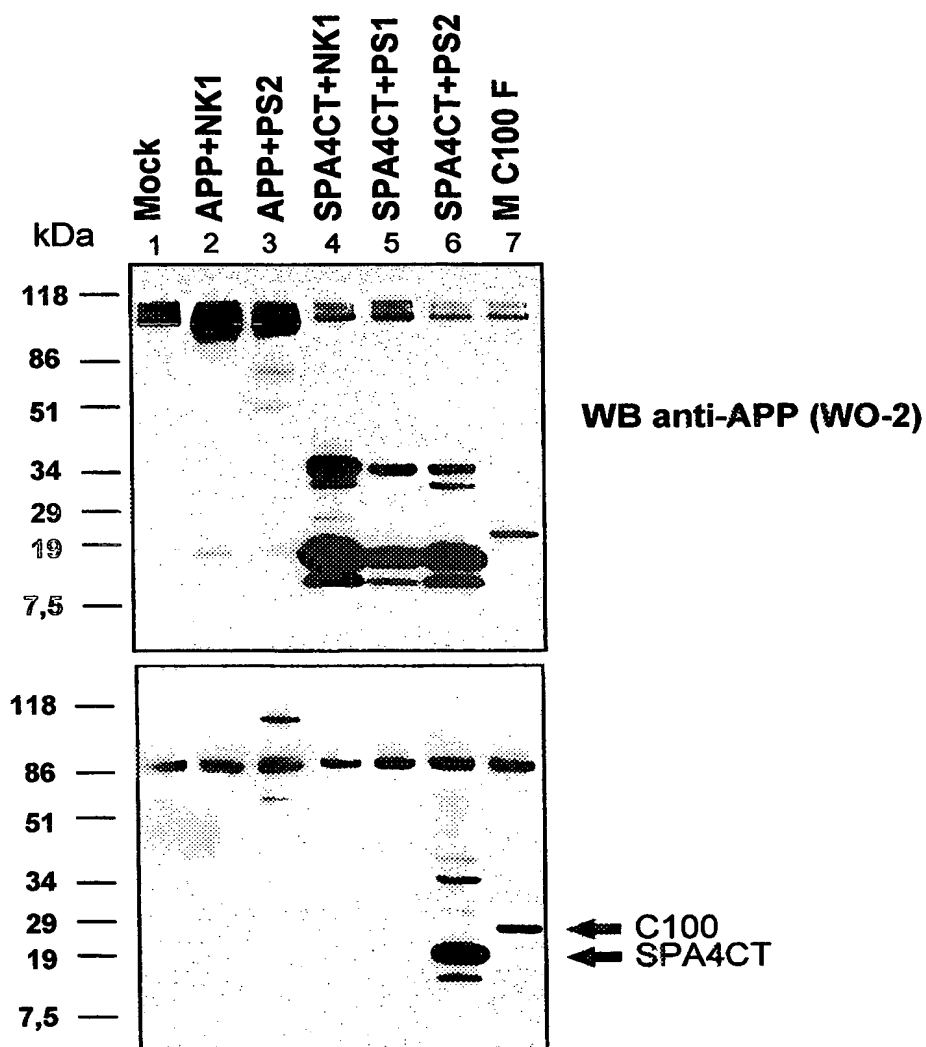 Mock
APP+NK1
APP+PS2
SPA4CT+NK1
SPA4CT+PS1
SPA4CT+PS2
M C100 F
kDa
1 2 3 4 5 6 7
118
86
51
34
29
19
7,5
WB anti-APP (WO-2)
118
86
51
34
29
19
7,5
C100
SPA4CT